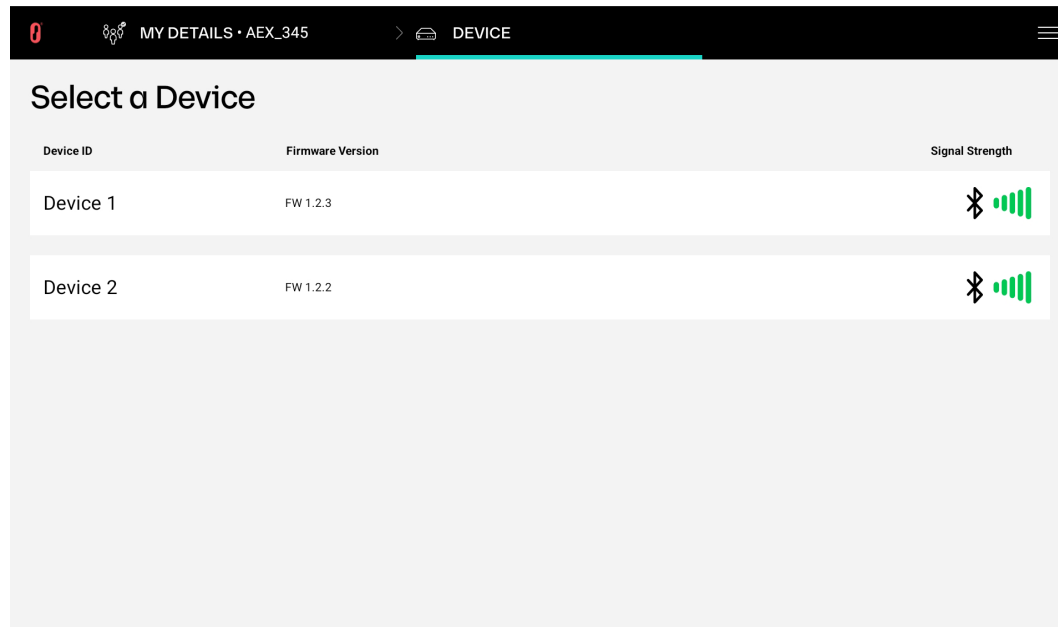 MY DETAILS • AEX_345 DEVICE
Select a Device
Device ID Firmware Version Signal Strength
Device 1 FW 1.2.3
Device 2 FW 1.2.2